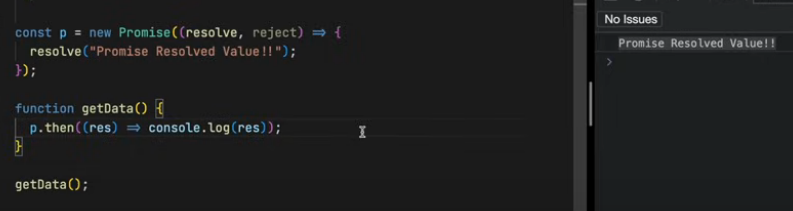 const p = new Promise((resolve, reject) => {
  resolve("Promise Resolved Value!!");
});

function getData() {
  p.then((res) => console.log(res));
}

getData();
No Issues
Promise Resolved Value!!
>